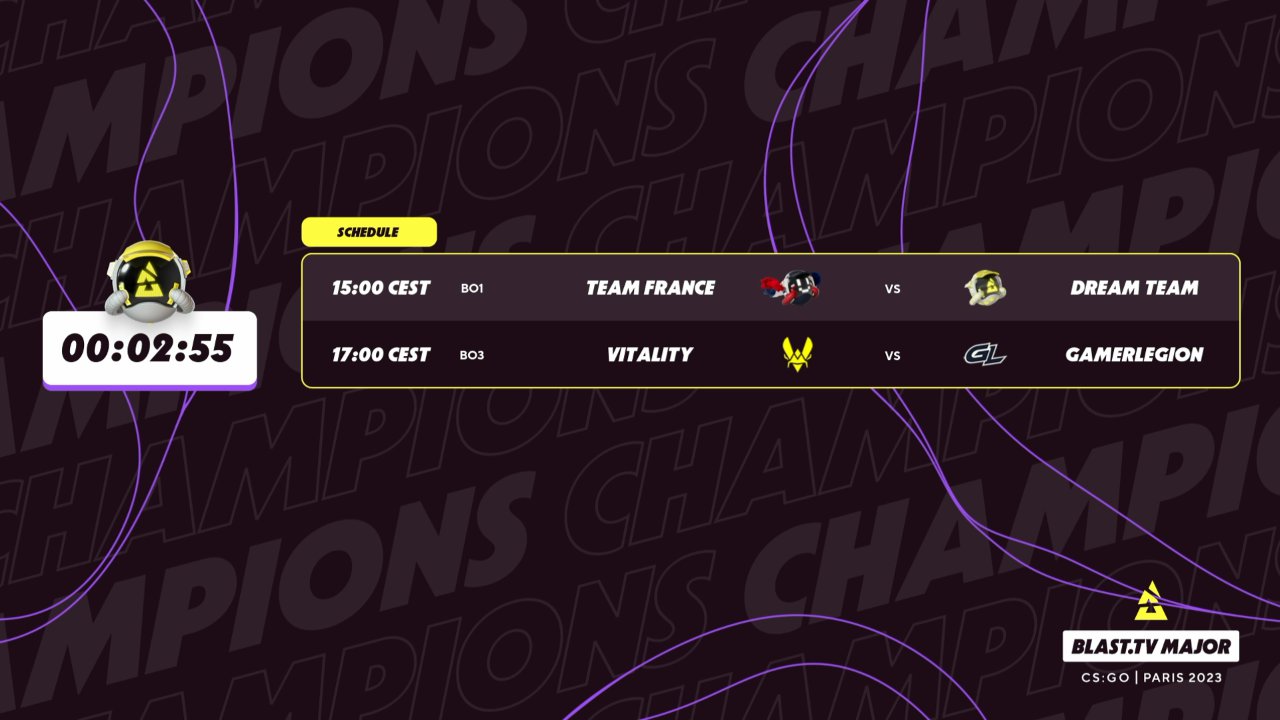 SCHEDULE
15:00 CEST BO1 TEAM FRANCE VS DREAM TEAM
00:02:55
17:00 CEST BO3 VITALITY VS GL GAMERLEGION
BLAST.TV MAJOR
CS:GO | PARIS 2023
CHAMPIONS